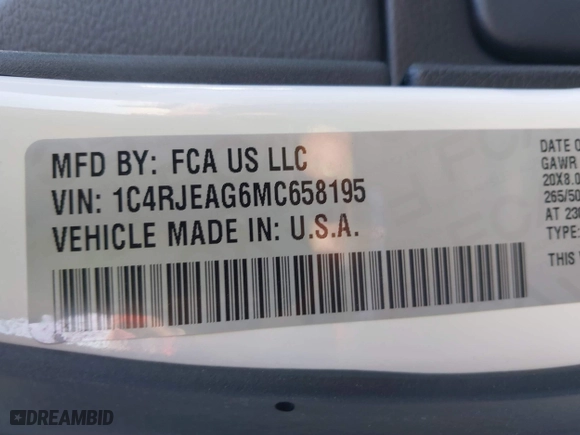 MFD BY: FCA US LLC
VIN: 1C4RJEAG6MC658195
VEHICLE MADE IN: U.S.A.
DATE O
GAWR
20X8.0
265/50
AT 230
TYPE:
THIS V
DREAMBID